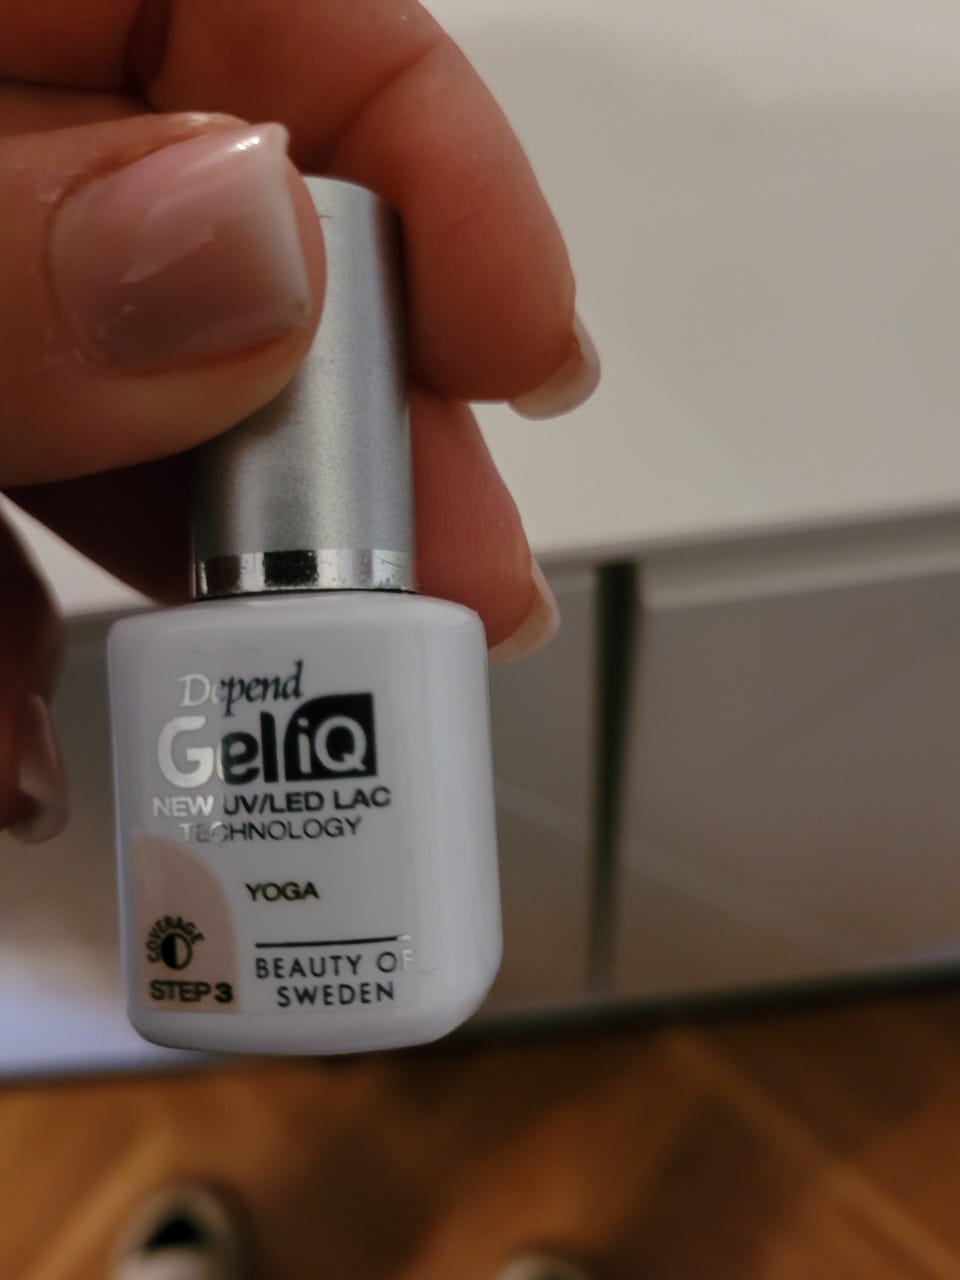 Depend
Gel iQ
NEW UV/LED LAC
TECHNOLOGY
YOGA
COVERAGE
STEP 3
BEAUTY OF
SWEDEN